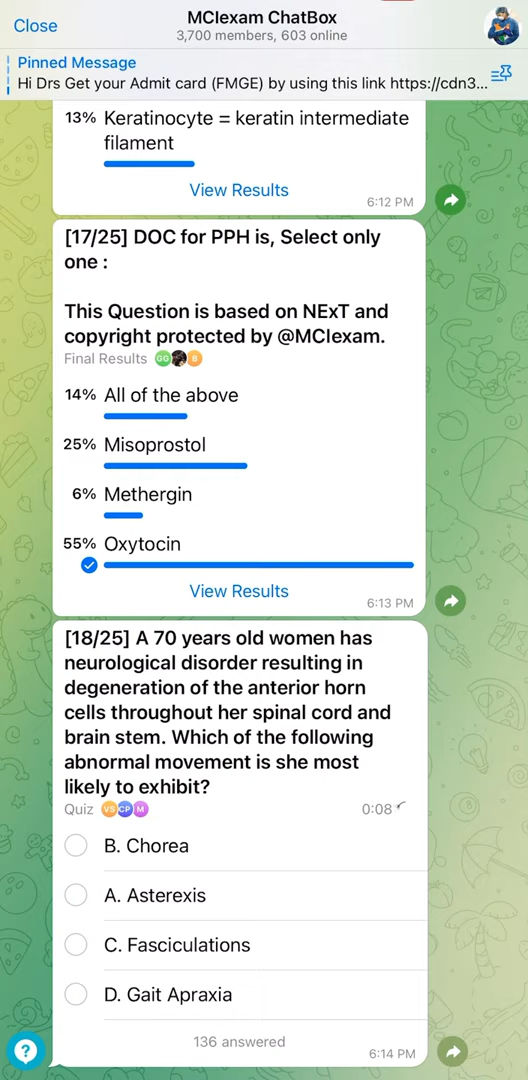 Close
MCIexam ChatBox
3,700 members, 603 online
Pinned Message
Hi Drs Get your Admit card (FMGE) by using this link https://cdn3...
13% Keratinocyte = keratin intermediate
filament
View Results
6:12 PM
[17/25] DOC for PPH is, Select only
one :
This Question is based on NExT and
copyright protected by @MCIexam.
Final Results GG B
14% All of the above
25% Misoprostol
6% Methergin
55% Oxytocin
View Results
6:13 PM
[18/25] A 70 years old women has
neurological disorder resulting in
degeneration of the anterior horn
cells throughout her spinal cord and
brain stem. Which of the following
abnormal movement is she most
likely to exhibit?
Quiz VS CP M 0:08
B. Chorea
A. Asterexis
C. Fasciculations
D. Gait Apraxia
136 answered
6:14 PM
?